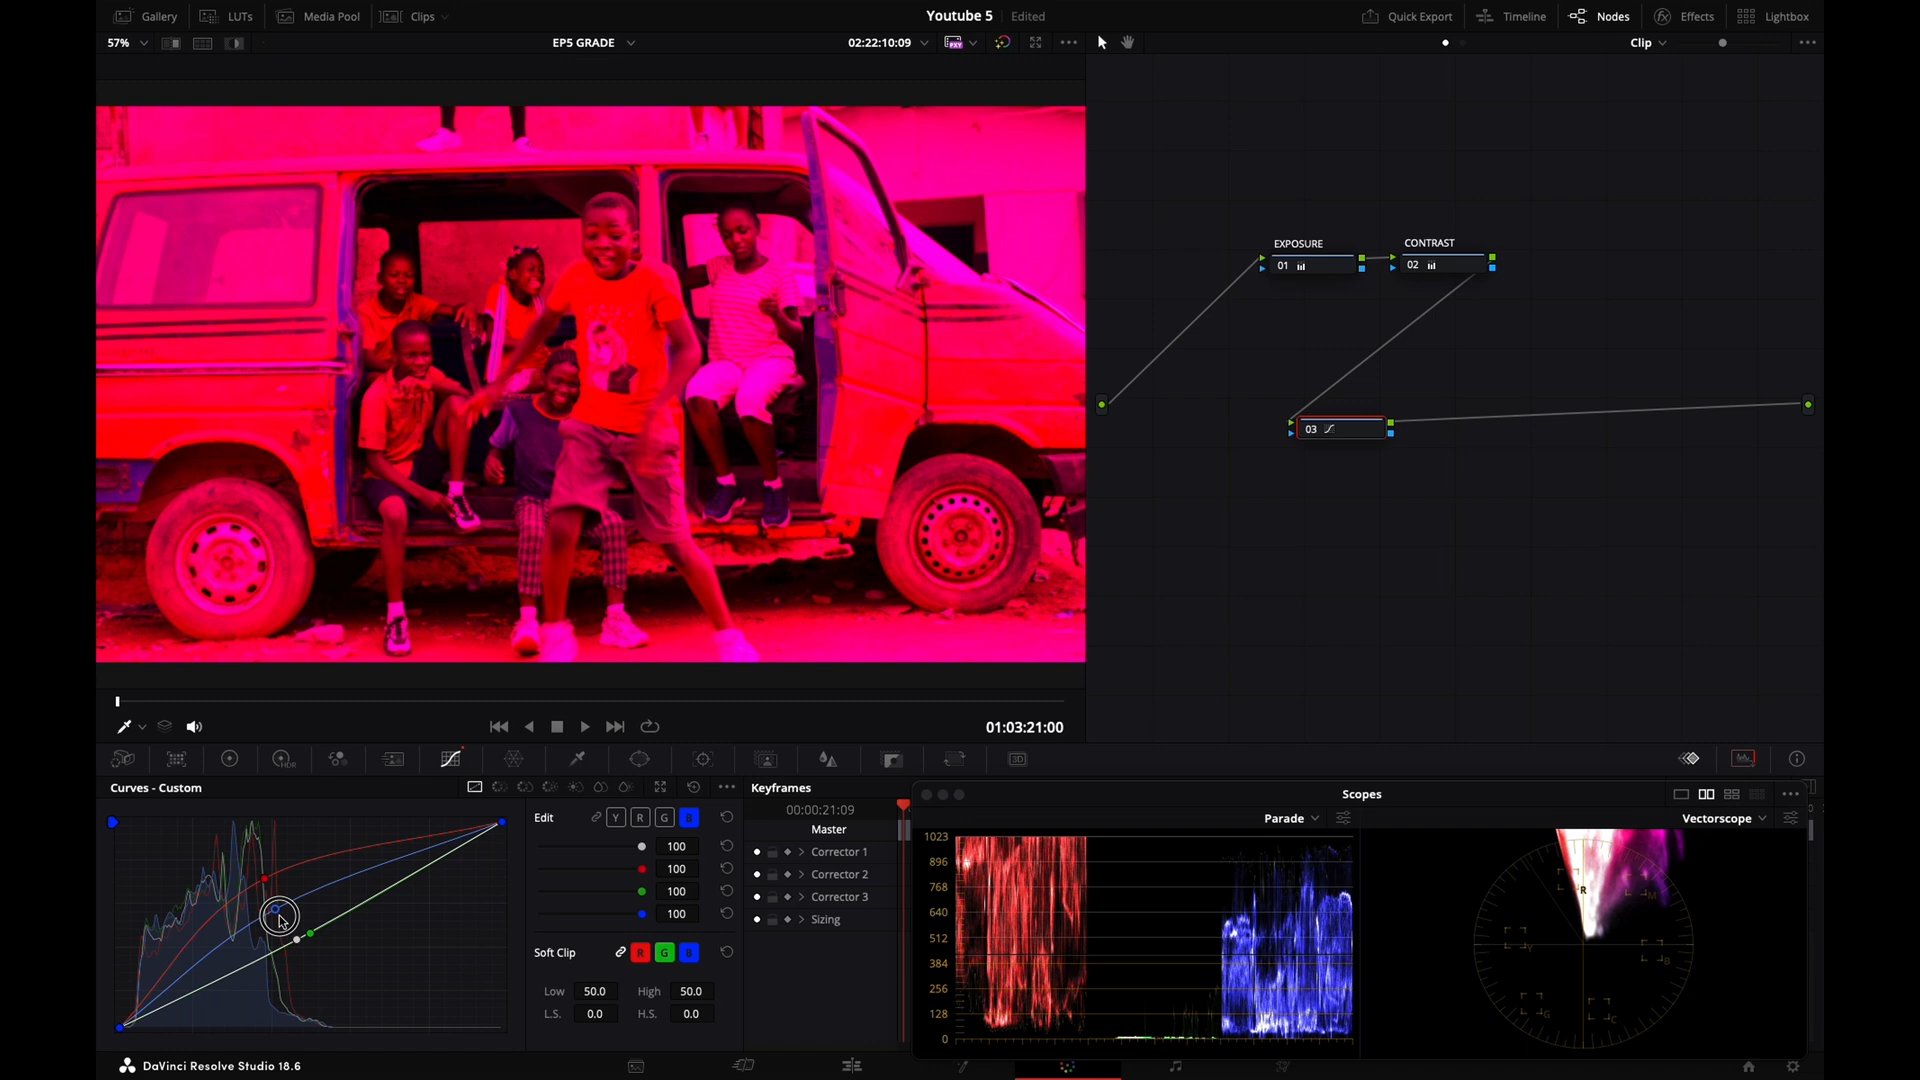 Gallery LUTs Media Pool Clips Youtube 5 Edited Quick Export Timeline Nodes Effects Lightbox
57% EP5 GRADE 02:22:10:09 PXY Clip
EXPOSURE CONTRAST
01 02
03
01:03:21:00
HDR 3D
Curves - Custom Keyframes Scopes
Edit Y R G B 00:00:21:09 Parade Vectorscope
Master
100
100 Corrector 1
100 Corrector 2
100 Corrector 3
Sizing
Soft Clip R G B
Low 50.0 High 50.0
L.S. 0.0 H.S. 0.0
1023
896
768
640
512
384
256
128
0
R
M
B
C
G
Y
DaVinci Resolve Studio 18.6